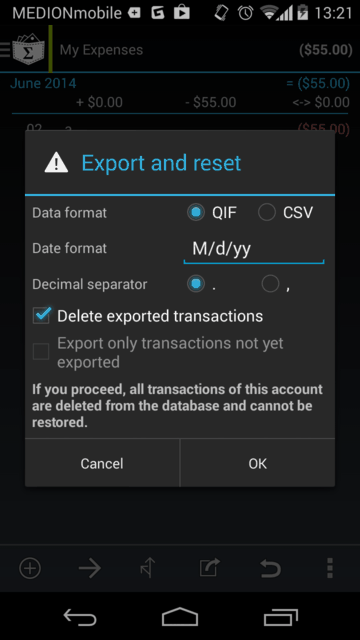 MEDIONmobile 13:21
My Expenses ($55.00)
June 2014 = ($55.00)
+ $0.00 - $55.00 <-> $0.00
02 a ($55.00)
Export and reset
Data format QIF CSV
Date format M/d/yy
Decimal separator . ,
Delete exported transactions
Export only transactions not yet
exported
If you proceed, all transactions of this account
are deleted from the database and cannot be
restored.
Cancel OK